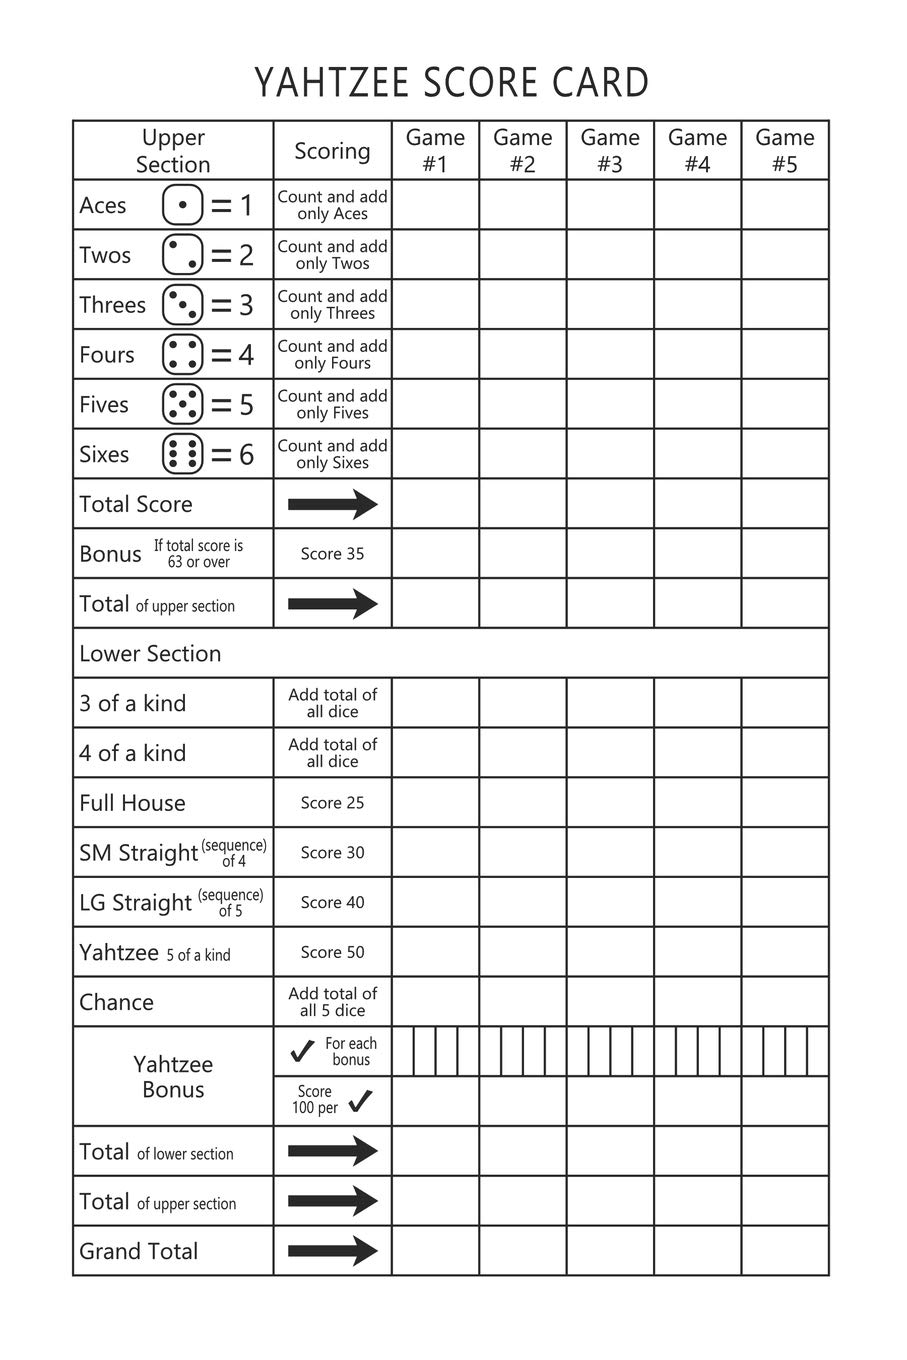 YAHTZEE SCORE CARD
Upper
Section
Scoring
Game
#1
Game
#2
Game
#3
Game
#4
Game
#5
Aces = 1
Count and add
only Aces
Twos = 2
Count and add
only Twos
Threes = 3
Count and add
only Threes
Fours = 4
Count and add
only Fours
Fives = 5
Count and add
only Fives
Sixes = 6
Count and add
only Sixes
Total Score
Bonus If total score is
63 or over
Score 35
Total of upper section
Lower Section
3 of a kind
Add total of
all dice
4 of a kind
Add total of
all dice
Full House
Score 25
SM Straight (sequence)
of 4
Score 30
LG Straight (sequence)
of 5
Score 40
Yahtzee 5 of a kind
Score 50
Chance
Add total of
all 5 dice
Yahtzee
Bonus
✓ For each
bonus
Score
100 per ✓
Total of lower section
Total of upper section
Grand Total